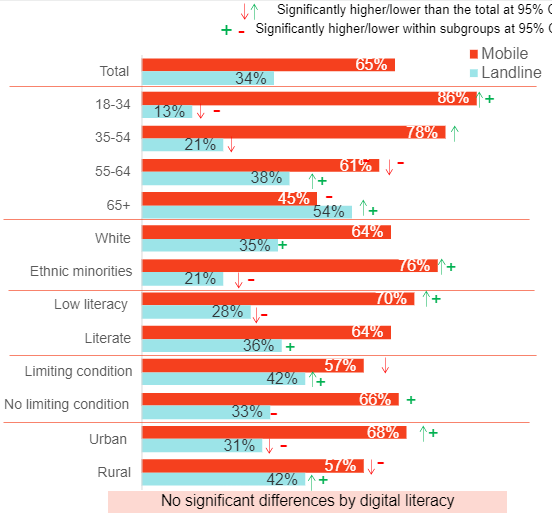 Significantly higher/lower than the total at 95%
Significantly higher/lower within subgroups at 95%
Mobile
Landline
Total 65%
34%
18-34 86%
13%
35-54 78%
21%
55-64 61%
38%
65+ 45%
54%
White 64%
35%
Ethnic minorities 76%
21%
Low literacy 70%
28%
Literate 64%
36%
Limiting condition 57%
42%
No limiting condition 66%
33%
Urban 68%
31%
Rural 57%
42%
No significant differences by digital literacy